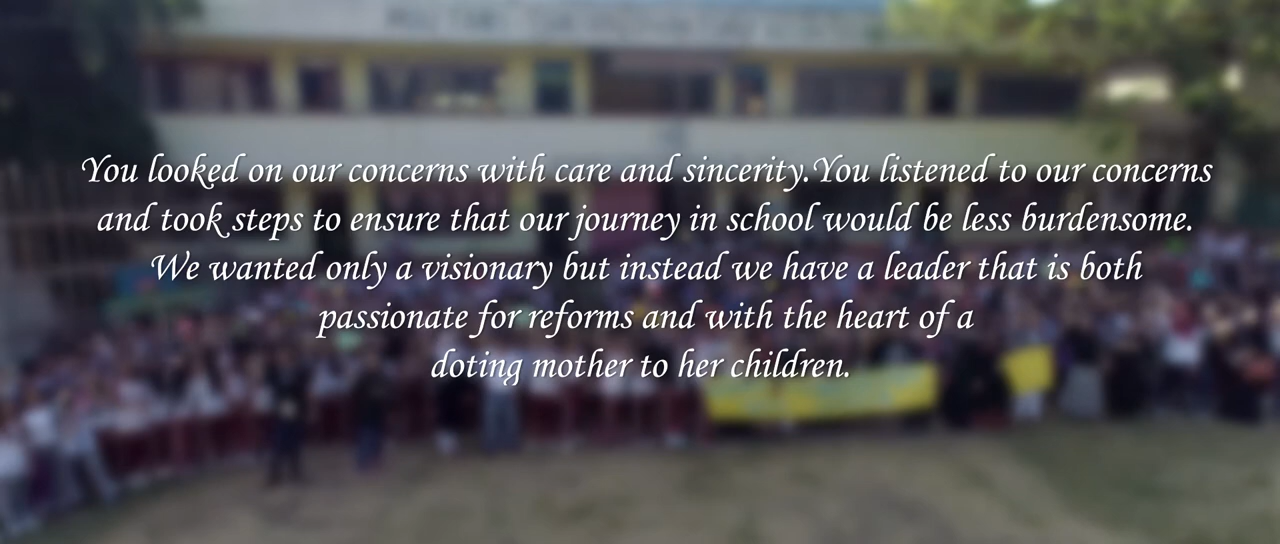 You looked on our concerns with care and sincerity.You listened to our concerns
and took steps to ensure that our journey in school would be less burdensome.
We wanted only a visionary but instead we have a leader that is both
passionate for reforms and with the heart of a
doting mother to her children.